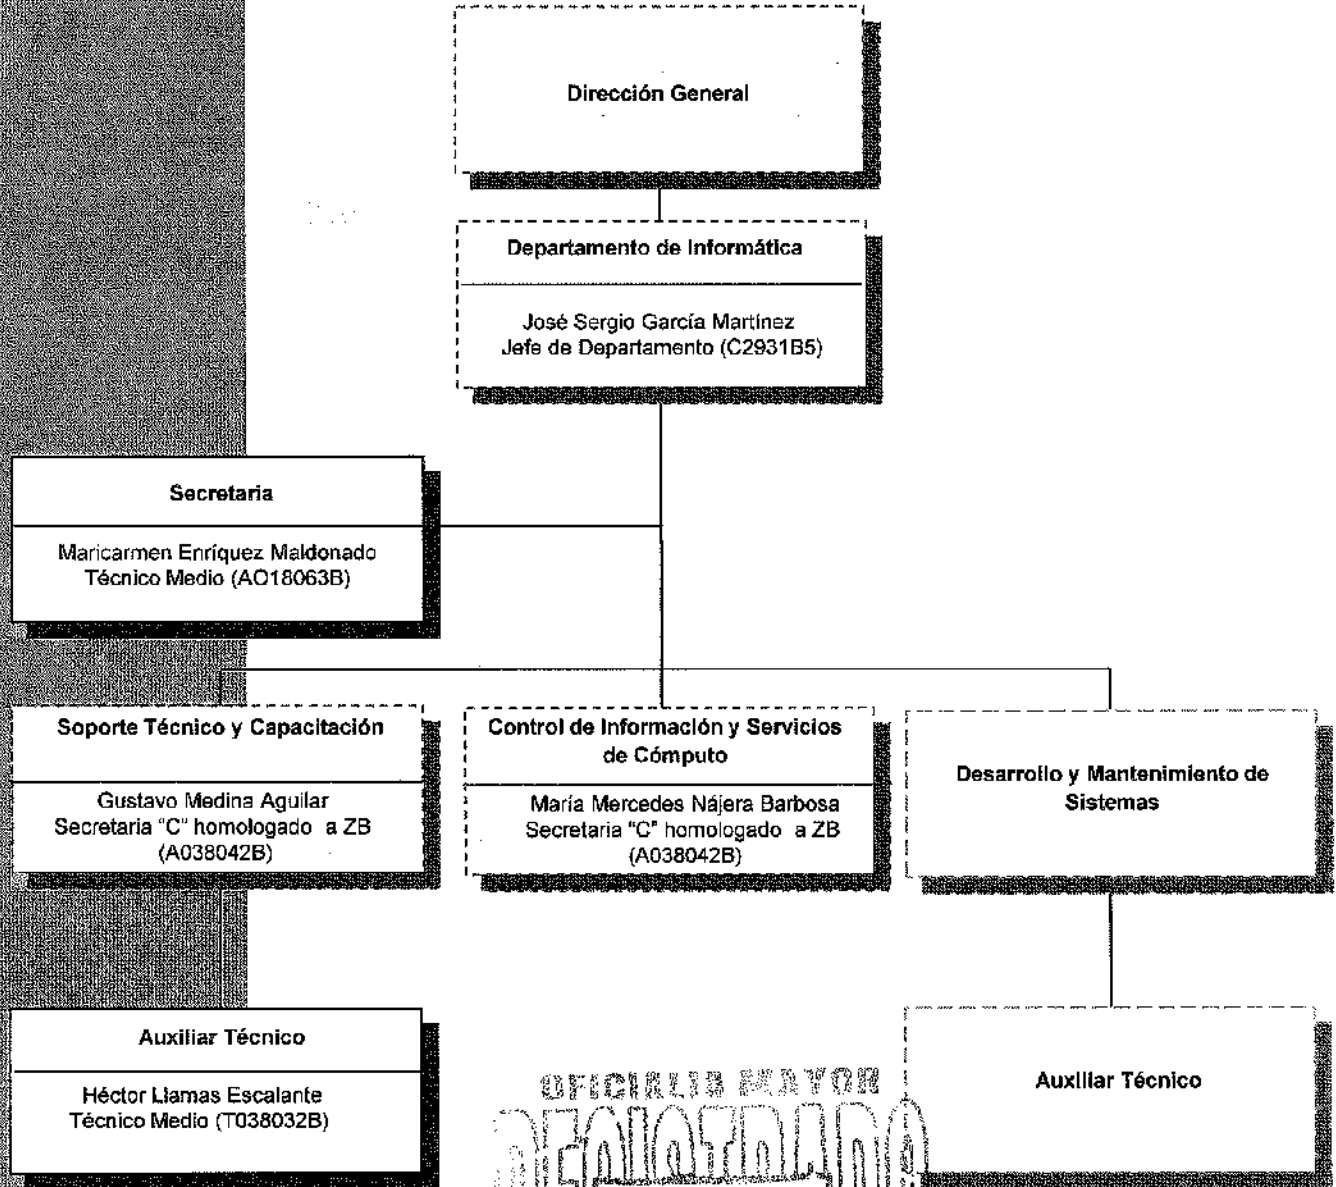 Dirección General
Departamento de Informática
José Sergio García Martínez
Jefe de Departamento (C2931B5)
Secretaria
Maricarmen Enríquez Maldonado
Técnico Medio (AO18063B)
Soporte Técnico y Capacitación
Gustavo Medina Aguilar
Secretaria "C" homologado a ZB
(A038042B)
Control de Información y Servicios
de Cómputo
María Mercedes Nájera Barbosa
Secretaria "C" homologado a ZB
(A038042B)
Desarrollo y Mantenimiento de
Sistemas
Auxiliar Técnico
Héctor Llamas Escalante
Técnico Medio (T038032B)
Auxiliar Técnico
OFICIALIA MAYOR